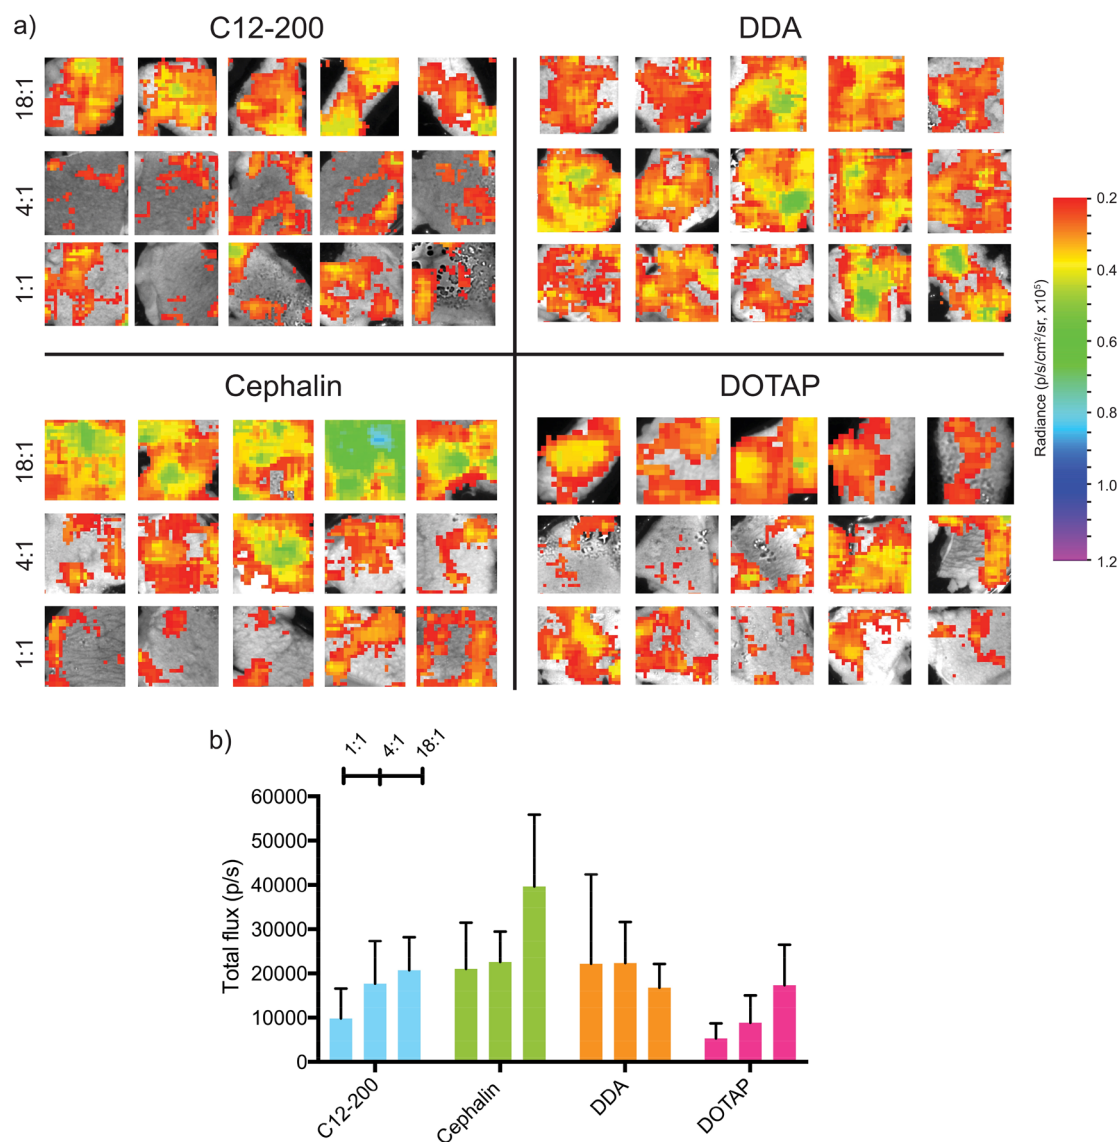 a)
C12-200
DDA
18:1
4:1
1:1
0.2
0.4
0.6
0.8
1.0
1.2
Radiance (p/s/cm²/sr, x10⁵)
Cephalin
DOTAP
18:1
4:1
1:1
b)
1:1
4:1
18:1
60000
50000
40000
30000
20000
10000
0
Total flux (p/s)
C12-200
Cephalin
DDA
DOTAP